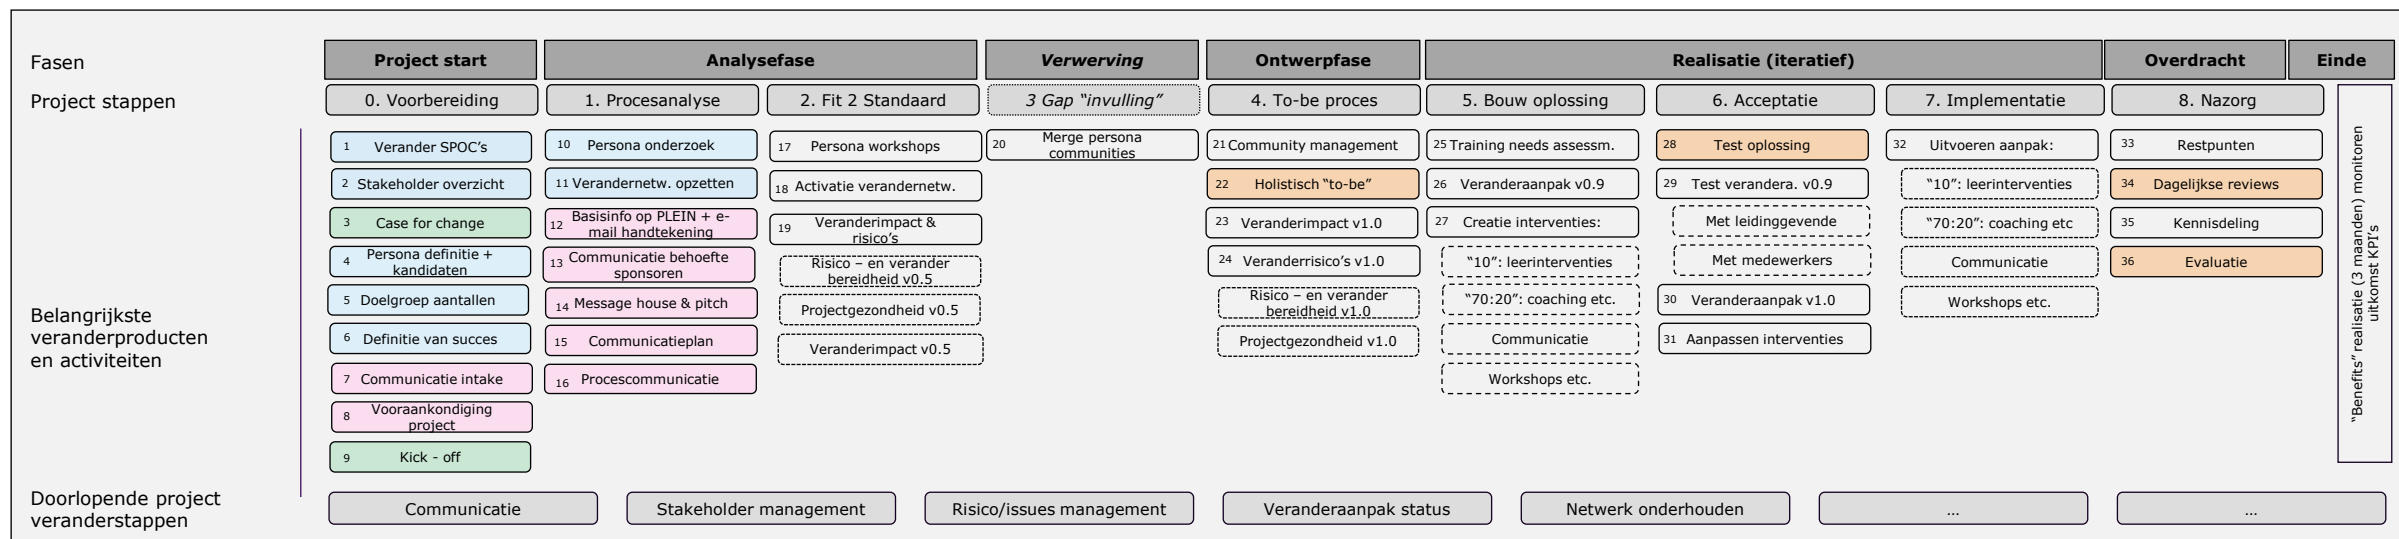 Fasen
Project start
Analysefase
Verwerving
Ontwerpfase
Realisatie (iteratief)
Overdracht
Einde
Project stappen
0. Voorbereiding
1. Procesanalyse
2. Fit 2 Standaard
3 Gap “invulling”
4. To-be proces
5. Bouw oplossing
6. Acceptatie
7. Implementatie
8. Nazorg
Belangrijkste
veranderproducten
en activiteiten
1 Verander SPOC’s
2 Stakeholder overzicht
3 Case for change
4 Persona definitie +
kandidaten
5 Doelgroep aantallen
6 Definitie van succes
7 Communicatie intake
8 Vooraankondiging
project
9 Kick - off
10 Persona onderzoek
11 Verandernetw. opzetten
12 Basisinfo op PLEIN + e-
mail handtekening
13 Communicatie behoefte
sponsoren
14 Message house & pitch
15 Communicatieplan
16 Procescommunicatie
17 Persona workshops
18 Activatie verandernetw.
19 Veranderimpact &
risico’s
Risico – en verander
bereidheid v0.5
Projectgezondheid v0.5
Veranderimpact v0.5
20 Merge persona
communities
21 Community management
22 Holistisch “to-be”
23 Veranderimpact v1.0
24 Veranderrisico’s v1.0
Risico – en verander
bereidheid v1.0
Projectgezondheid v1.0
25 Training needs assessm.
26 Veranderaanpak v0.9
27 Creatie interventies:
“10”: leerinterventies
“70:20”: coaching etc.
Communicatie
Workshops etc.
28 Test oplossing
29 Test verandera. v0.9
Met leidinggevende
Met medewerkers
30 Veranderaanpak v1.0
31 Aanpassen interventies
32 Uitvoeren aanpak:
“10”: leerinterventies
“70:20”: coaching etc
Communicatie
Workshops etc.
33 Restpunten
34 Dagelijkse reviews
35 Kennisdeling
36 Evaluatie
“Benefits” realisatie (3 maanden) monitoren
uitkomst KPI’s
Doorlopende project
veranderstappen
Communicatie
Stakeholder management
Risico/issues management
Veranderaanpak status
Netwerk onderhouden
...
...